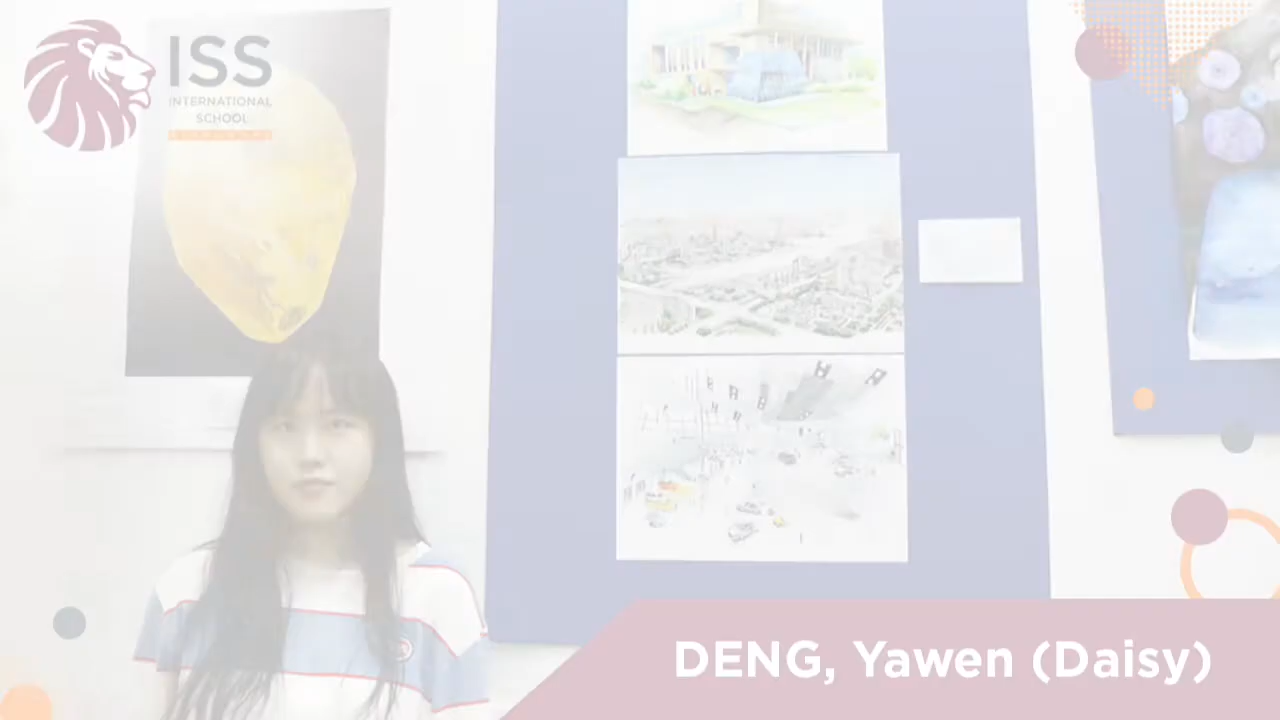 ISS
INTERNATIONAL
SCHOOL
DENG, Yawen (Daisy)